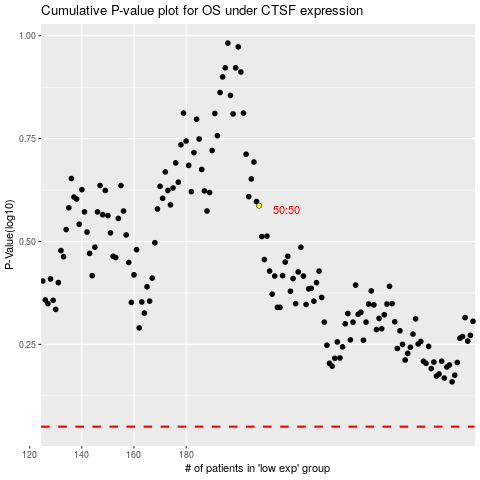 Cumulative P-value plot for OS under CTSF expression
P-Value(log10)
1.00
0.75
0.50
0.25
50:50
120 140 160 180
# of patients in 'low exp' group